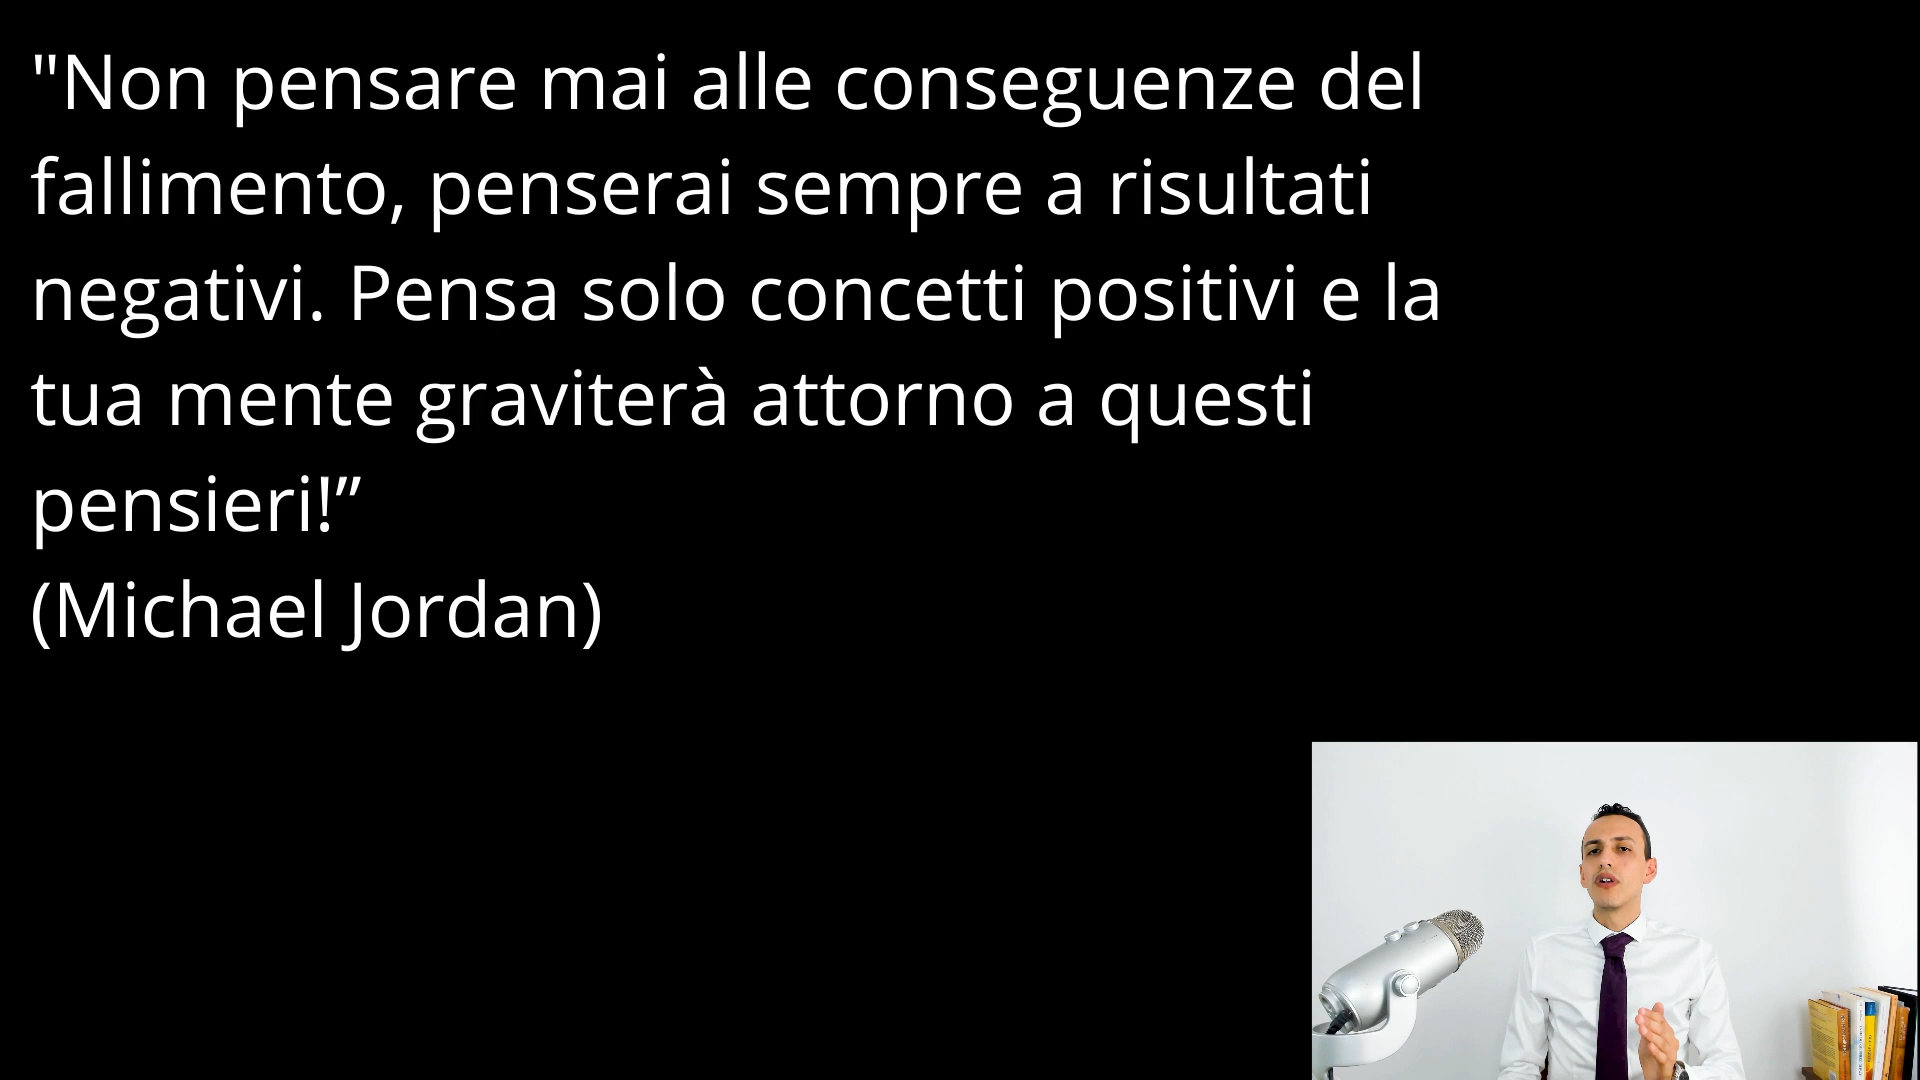 "Non pensare mai alle conseguenze del
fallimento, penserai sempre a risultati
negativi. Pensa solo concetti positivi e la
tua mente graviterà attorno a questi
pensieri!”
(Michael Jordan)